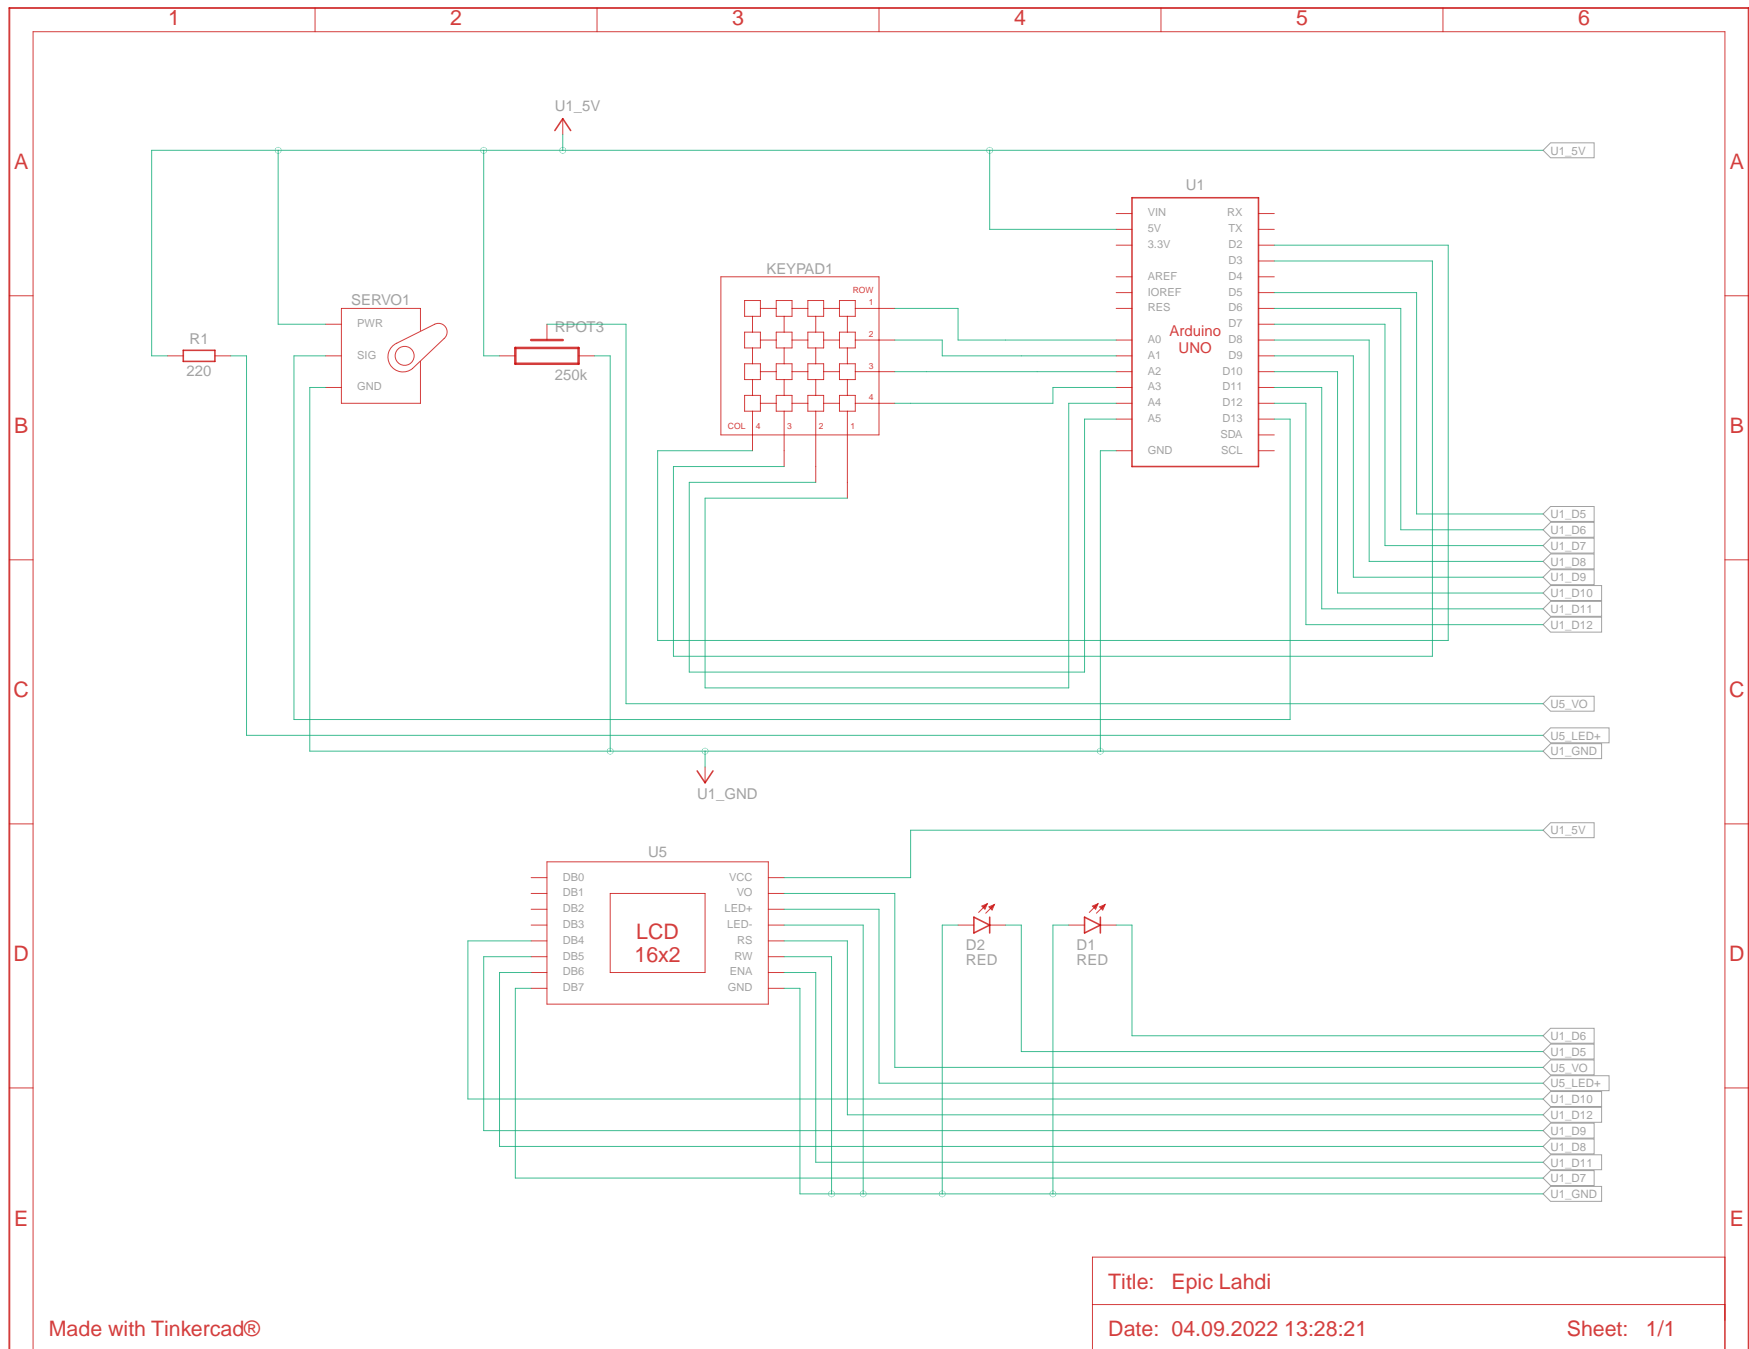 1 2 3 4 5 6
U1_5V
A A
U1_5V
U1
VIN RX
5V TX
3.3V D2
D3
AREF D4
IOREF D5
RES D6
D7
Arduino
UNO
A0 D8
A1 D9
A2 D10
A3 D11
A4 D12
A5 D13
SDA
GND SCL
KEYPAD1
ROW
1
2
3
4
COL 4 3 2 1
SERVO1
PWR
SIG
GND
R1
220
RPOT3
250k
B B
U1_D5
U1_D6
U1_D7
U1_D8
U1_D9
U1_D10
U1_D11
U1_D12
C C
U5_VO
U5_LED+
U1_GND
U1_GND
U1_5V
U5
DB0 VCC
DB1 VO
DB2 LED+
DB3 LED-
DB4 RS
DB5 RW
DB6 ENA
DB7 GND
LCD
16x2
D2
RED
D1
RED
D D
U1_D6
U1_D5
U5_VO
U5_LED+
U1_D10
U1_D12
U1_D9
U1_D8
U1_D11
U1_D7
U1_GND
E E
Title: Epic Lahdi
Made with Tinkercad®
Date: 04.09.2022 13:28:21 Sheet: 1/1